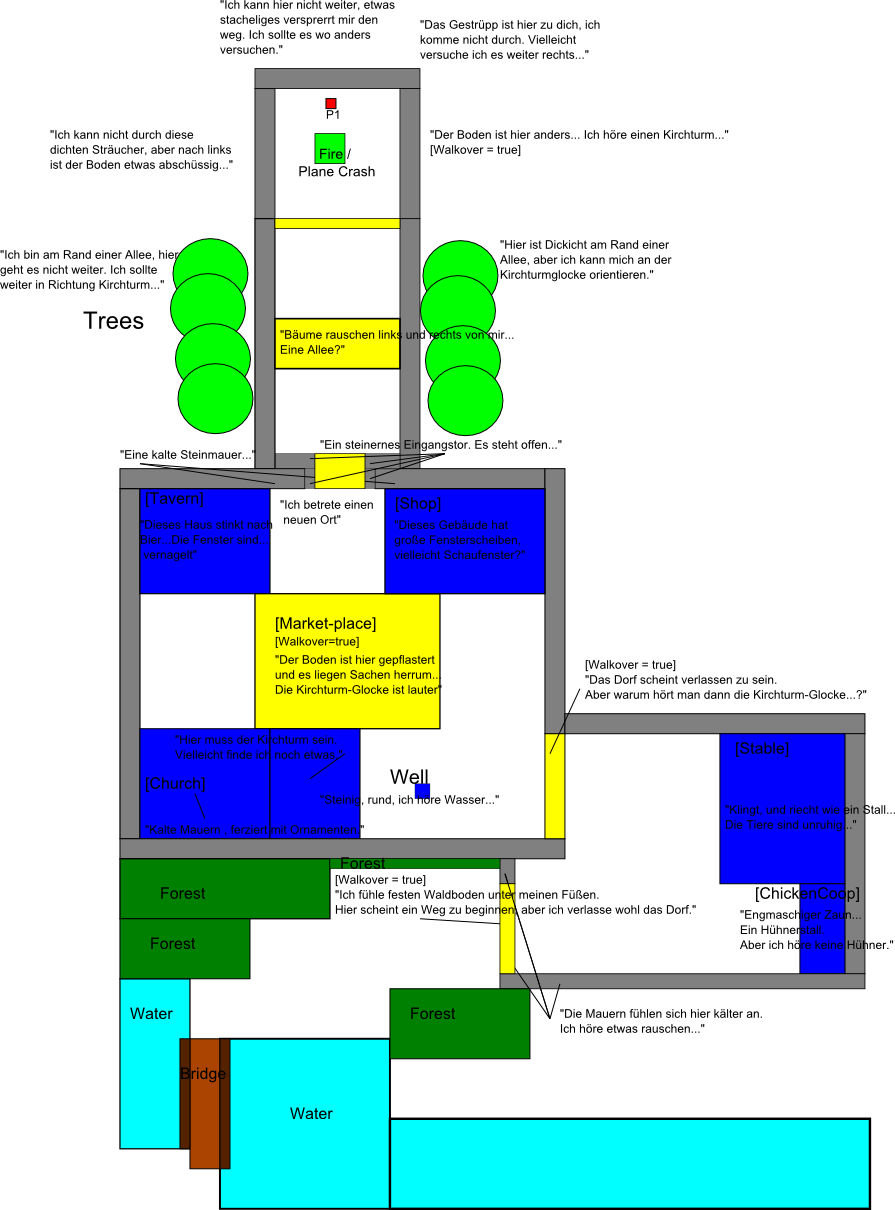 "Ich kann hier nicht weiter, etwas
stacheliges versprerrt mir den
weg. Ich sollte es wo anders
versuchen."
"Das Gestrüpp ist hier zu dich, ich
komme nicht durch. Vielleicht
versuche ich es weiter rechts..."
P1
"Ich kann nicht durch diese
dichten Sträucher, aber nach links
ist der Boden etwas abschüssig..."
Fire /
Plane Crash
"Der Boden ist hier anders... Ich höre einen Kirchturm..."
[Walkover = true]
"Ich bin am Rand einer Allee, hier
geht es nicht weiter. Ich sollte
weiter in Richtung Kirchturm..."
"Hier ist Dickicht am Rand einer
Allee, aber ich kann mich an der
Kirchturmglocke orientieren."
Trees
"Bäume rauschen links und rechts von mir...
Eine Allee?"
"Ein steinernes Eingangstor. Es steht offen..."
"Eine kalte Steinmauer..."
[Tavern]
"Dieses Haus stinkt nach
Bier.. Die Fenster sind...
vernagelt"
"Ich betrete einen
neuen Ort"
[Shop]
"Dieses Gebäude hat
große Fensterscheiben,
vielleicht Schaufenster?"
[Market-place]
[Walkover=true]
"Der Boden ist hier gepflastert
und es liegen Sachen herrum...
Die Kirchturm-Glocke ist lauter"
[Walkover = true]
"Das Dorf scheint verlassen zu sein.
Aber warum hört man dann die Kirchturm-Glocke...?"
"Hier muss der Kirchturm sein.
Vielleicht finde ich noch etwas."
[Church]
"Kalte Mauern.. ferziert mit Ornamenten."
Well
"Steinig, rund, ich höre Wasser..."
[Stable]
"Klingt, und riecht wie ein Stall...
Die Tiere sind unruhig..."
[ChickenCoop]
"Engmaschiger Zaun...
Ein Hühnerstall.
Aber ich höre keine Hühner."
Forest
[Walkover = true]
"Ich fühle festen Waldboden unter meinen Füßen.
Hier scheint ein Weg zu beginnen, aber ich verlasse wohl das Dorf."
Forest
Forest
Water
Forest
"Die Mauern fühlen sich hier kälter an.
Ich höre etwas rauschen..."
Bridge
Water